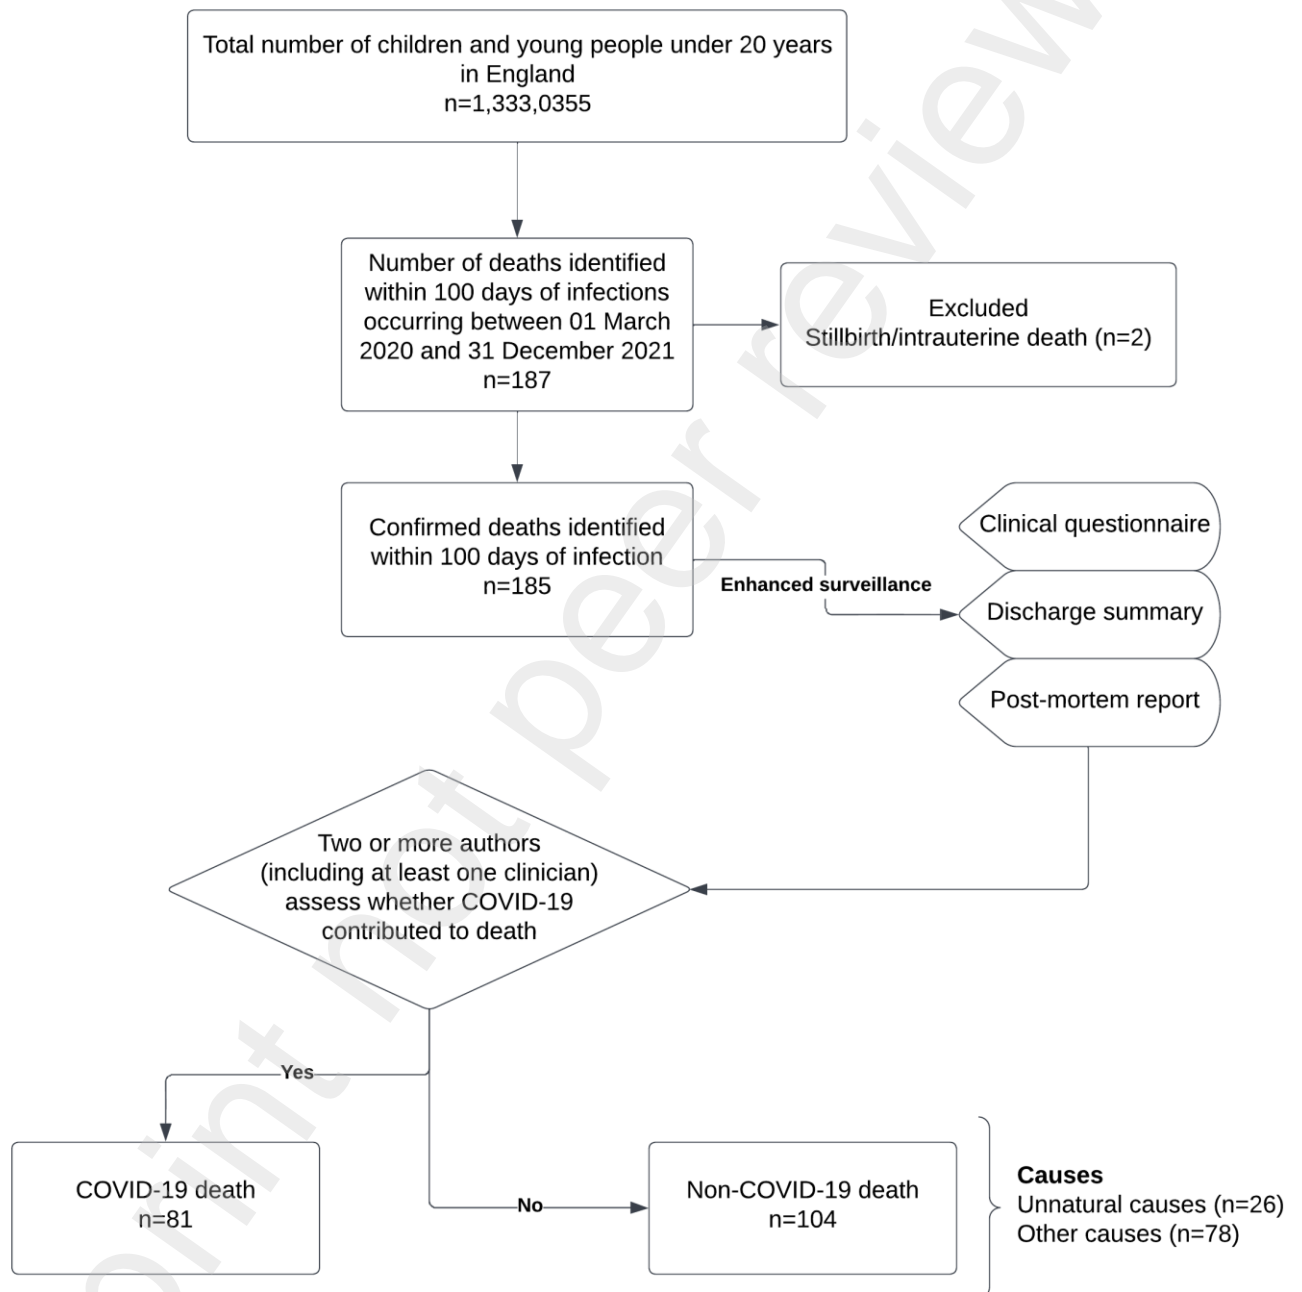 Total number of children and young people under 20 years
in England
n=1,333,0355
Number of deaths identified
within 100 days of infections
occurring between 01 March
2020 and 31 December 2021
n=187
Excluded
Stillbirth/intrauterine death (n=2)
Confirmed deaths identified
within 100 days of infection
n=185
Enhanced surveillance
Clinical questionnaire
Discharge summary
Post-mortem report
Two or more authors
(including at least one clinician)
assess whether COVID-19
contributed to death
Yes
No
COVID-19 death
n=81
Non-COVID-19 death
n=104
Causes
Unnatural causes (n=26)
Other causes (n=78)
print not peer review